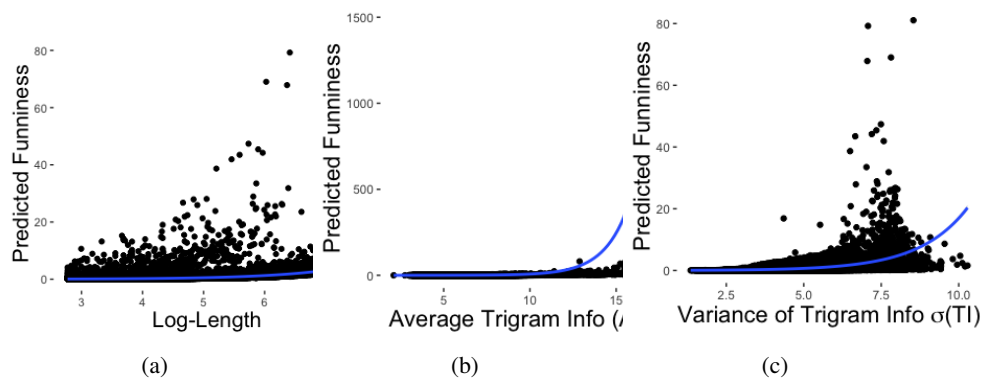 Predicted Funniness
80
60
40
20
0
3
4
5
6
Log-Length
(a)
Predicted Funniness
1500
1000
500
0
5
10
15
Average Trigram Info (
(b)
Predicted Funniness
80
60
40
20
0
2.5
5.0
7.5
10.0
Variance of Trigram Info σ(TI)
(c)